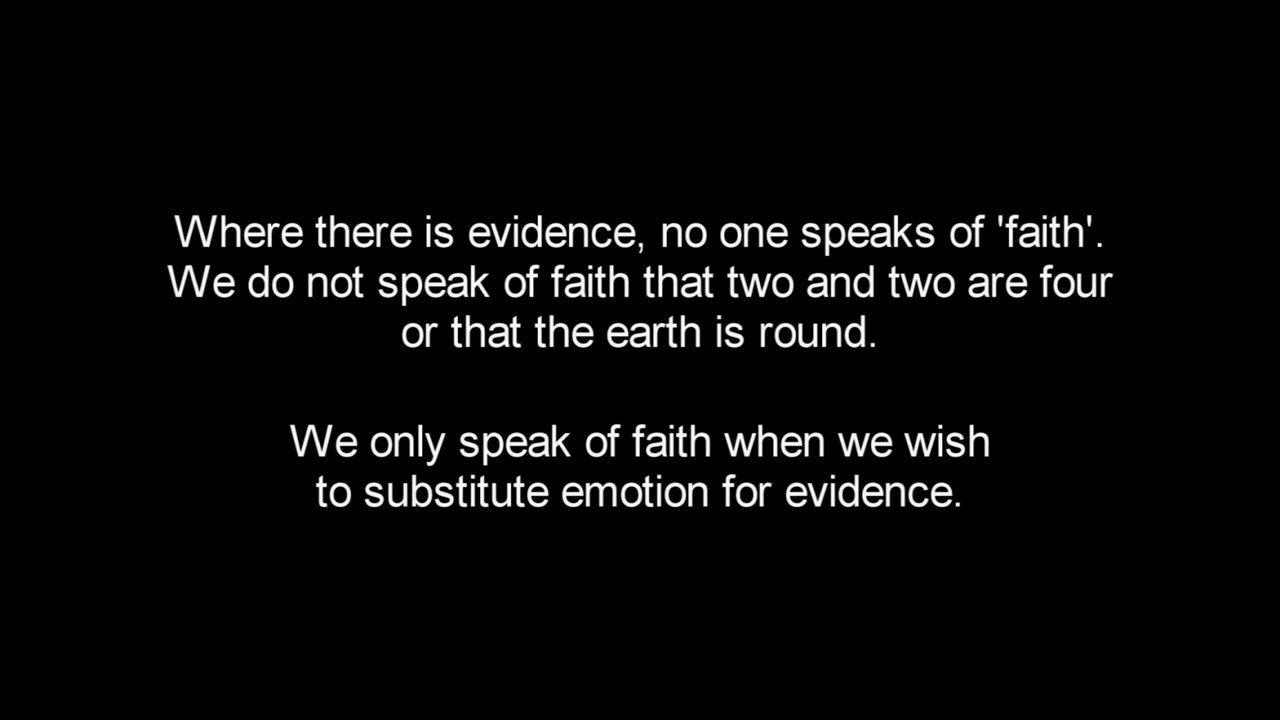 Where there is evidence, no one speaks of 'faith'.
We do not speak of faith that two and two are four
or that the earth is round.
We only speak of faith when we wish
to substitute emotion for evidence.